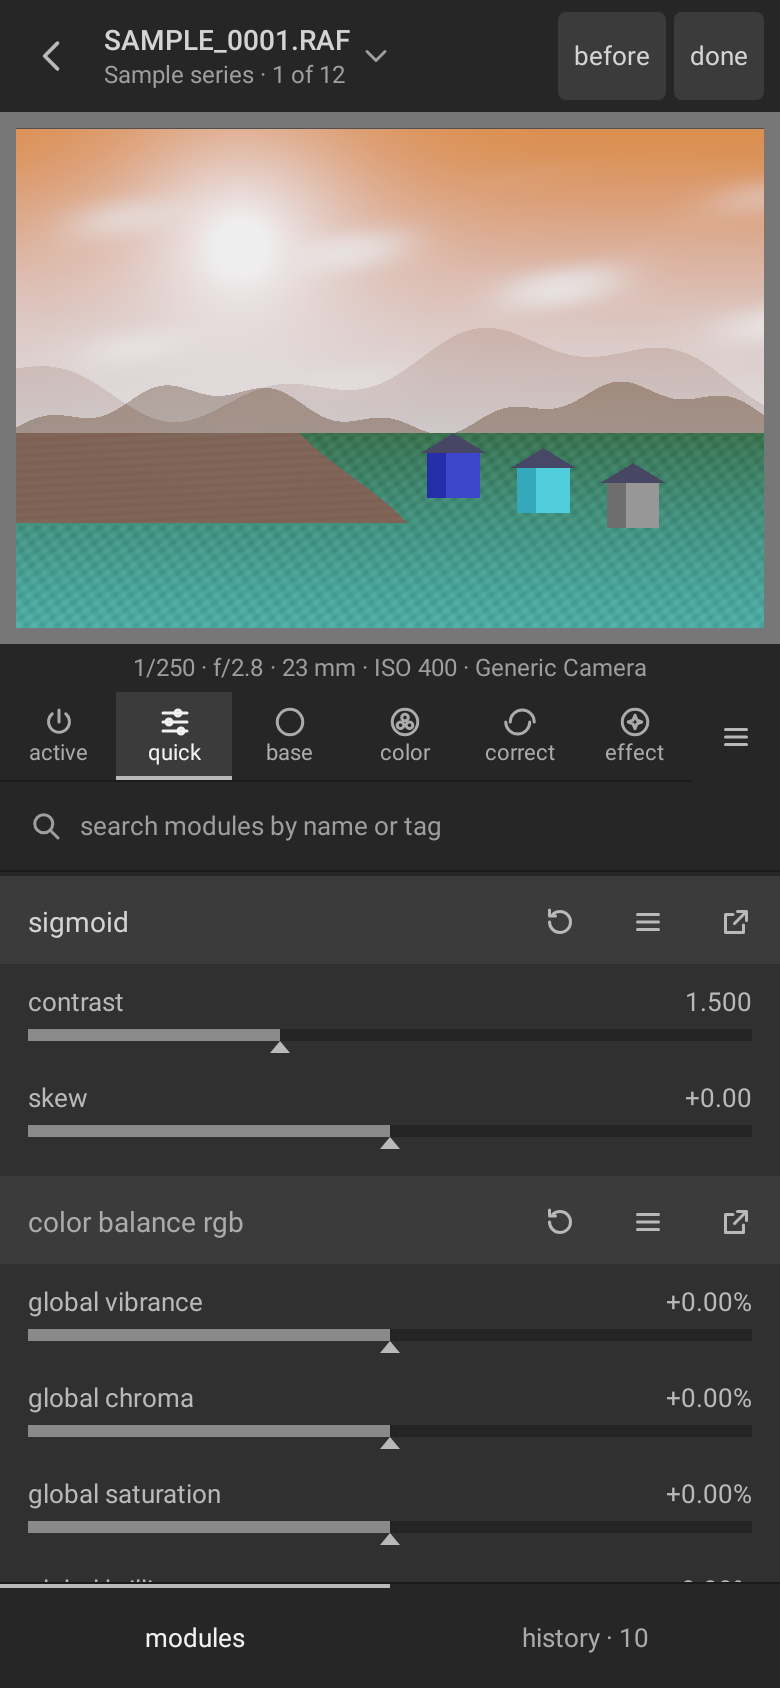 SAMPLE_0001.RAF
Sample series · 1 of 12
before
done
1/250 · f/2.8 · 23 mm · ISO 400 · Generic Camera
active
quick
base
color
correct
effect
search modules by name or tag
sigmoid
contrast
1.500
skew
+0.00
color balance rgb
global vibrance
+0.00%
global chroma
+0.00%
global saturation
+0.00%
modules
history · 10